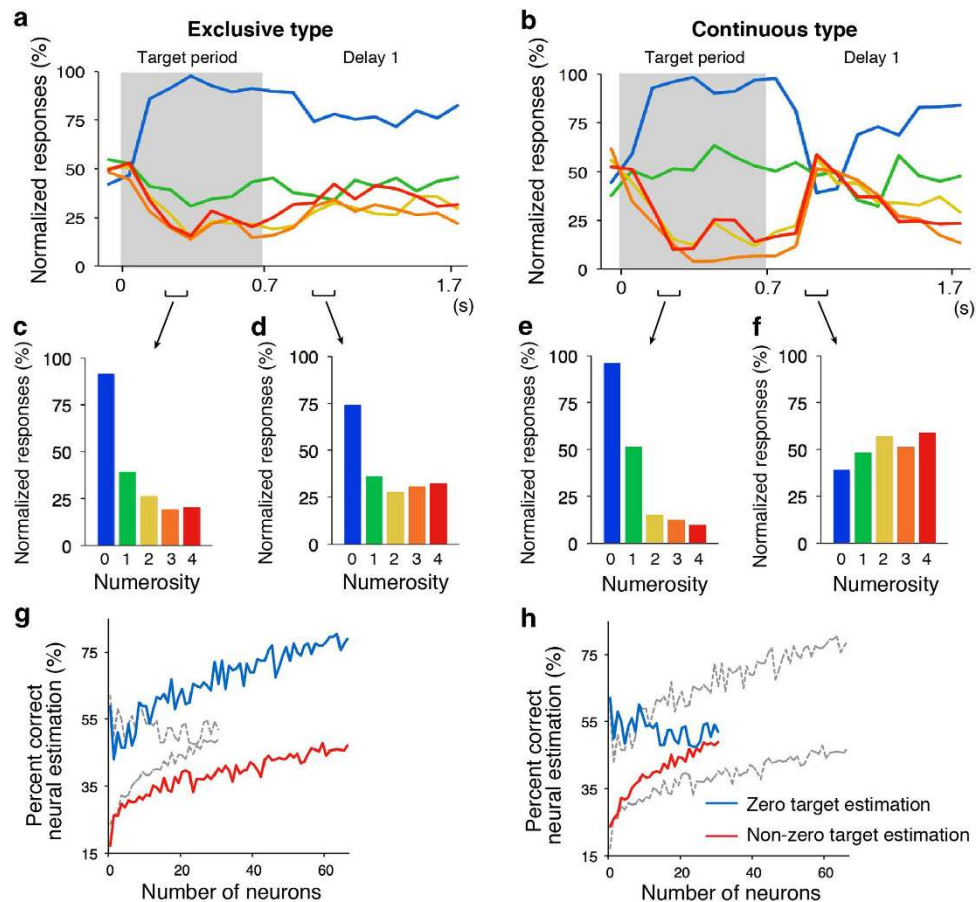 a
Exclusive type
Target period
Delay 1
Normalized responses (%)
100
75
50
25
0
0
0.7
1.7
(s)
b
Continuous type
Target period
Delay 1
Normalized responses (%)
100
75
50
25
0
0
0.7
1.7
(s)
c
Normalized responses (%)
100
75
50
25
0
0 1 2 3 4
Numerosity
d
Normalized responses (%)
100
75
50
25
0
0 1 2 3 4
Numerosity
e
Normalized responses (%)
100
75
50
25
0
0 1 2 3 4
Numerosity
f
Normalized responses (%)
100
75
50
25
0
0 1 2 3 4
Numerosity
g
Percent correct
neural estimation (%)
75
55
35
15
0 20 40 60
Number of neurons
h
Percent correct
neural estimation (%)
75
55
35
15
Zero target estimation
Non-zero target estimation
0 20 40 60
Number of neurons